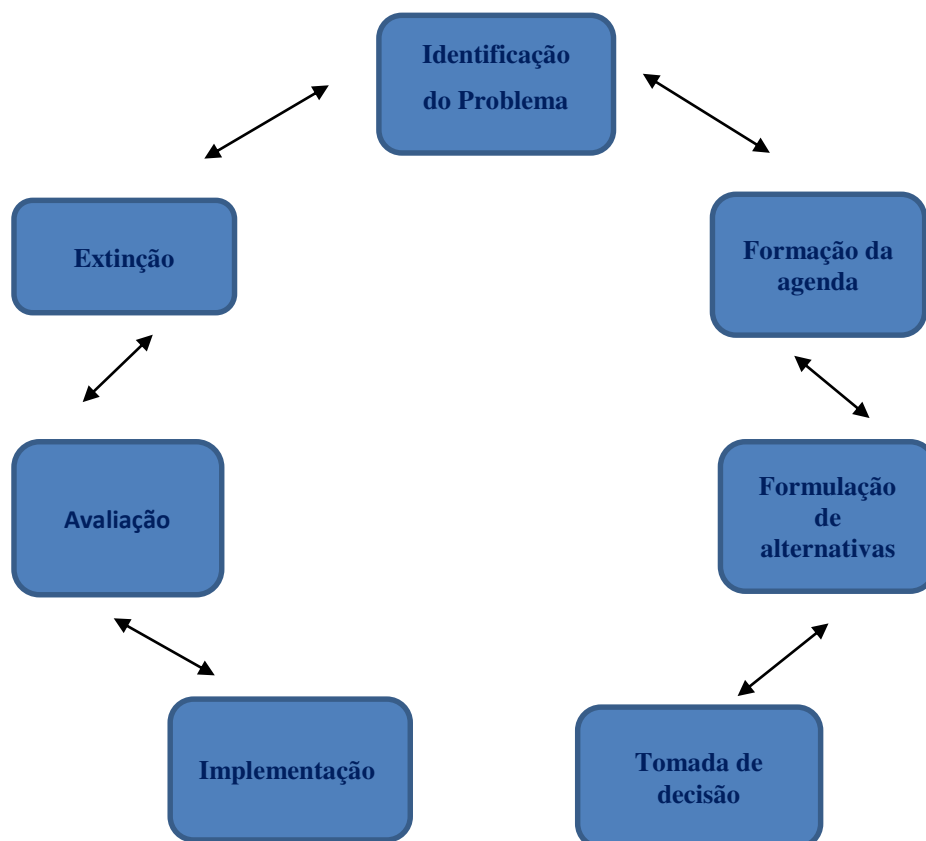 Identificação
do Problema
Extinção
Formação da
agenda
Avaliação
Formulação
de
alternativas
Implementação
Tomada de
decisão